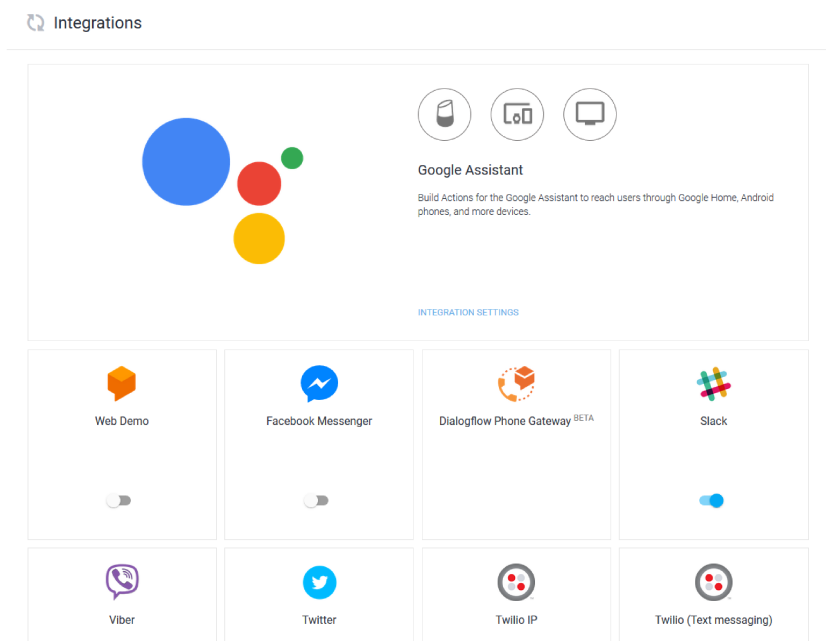 Integrations
Google Assistant
Build Actions for the Google Assistant to reach users through Google Home, Android
phones, and more devices.
INTEGRATION SETTINGS
Web Demo
Facebook Messenger
Dialogflow Phone Gateway BETA
Slack
Viber
Twitter
Twilio IP
Twilio (Text messaging)